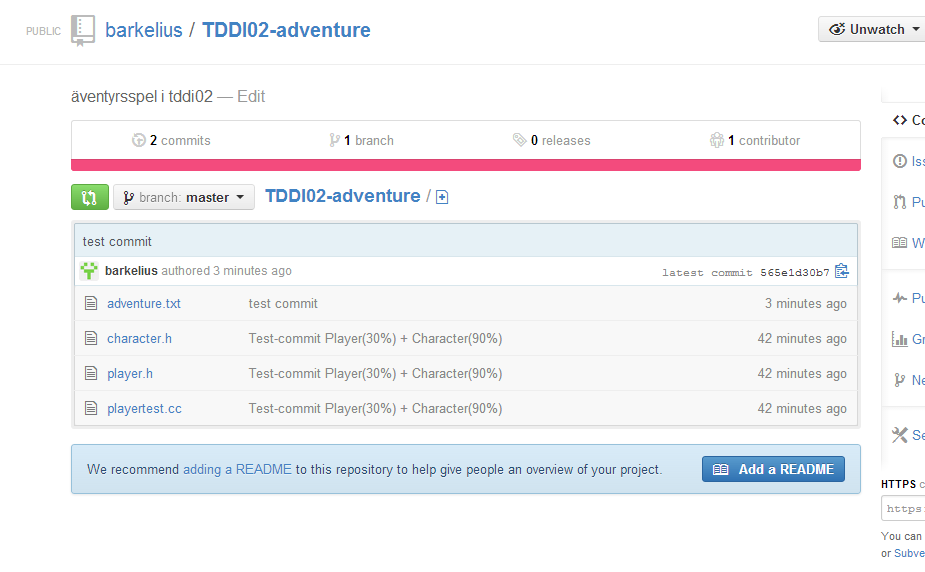 PUBLIC barkelius / TDDI02-adventure Unwatch
äventyrsspel i tddi02 — Edit
2 commits 1 branch 0 releases 1 contributor
branch: master TDDI02-adventure /
test commit
barkelius authored 3 minutes ago latest commit 565e1d30b7
adventure.txt test commit 3 minutes ago
character.h Test-commit Player(30%) + Character(90%) 42 minutes ago
player.h Test-commit Player(30%) + Character(90%) 42 minutes ago
playertest.cc Test-commit Player(30%) + Character(90%) 42 minutes ago
We recommend adding a README to this repository to help give people an overview of your project. Add a README
Co
Iss
Pu
W
Pu
Gr
Ne
Se
HTTPS c
https:
You can
or Subve